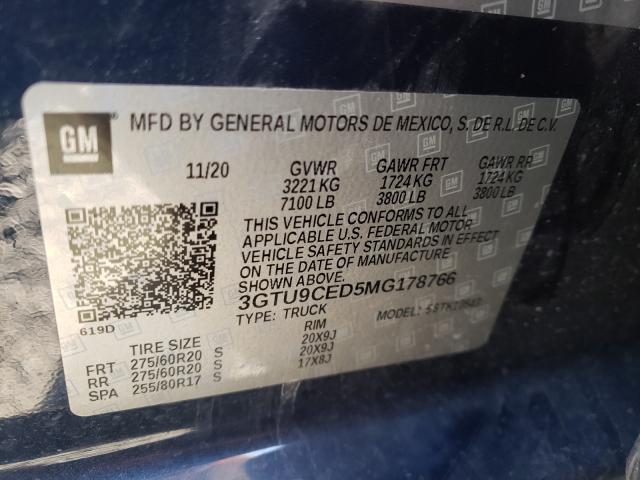 GM
MFD BY GENERAL MOTORS DE MEXICO, S. DE R.L. DE C.V.
11/20 GVWR GAWR FRT GAWR RR
3221 KG 1724 KG 1724 KG
7100 LB 3800 LB 3800 LB
THIS VEHICLE CONFORMS TO ALL
APPLICABLE U.S. FEDERAL MOTOR
VEHICLE SAFETY STANDARDS IN EFFECT
ON THE DATE OF MANUFACTURE
SHOWN ABOVE.
3GTU9CED5MG178766
TYPE: TRUCK MODEL:
619D
TIRE SIZE RIM
FRT 275/60R20 S 20X9J
RR 275/60R20 S 20X9J
SPA 255/80R17 S 17X8J